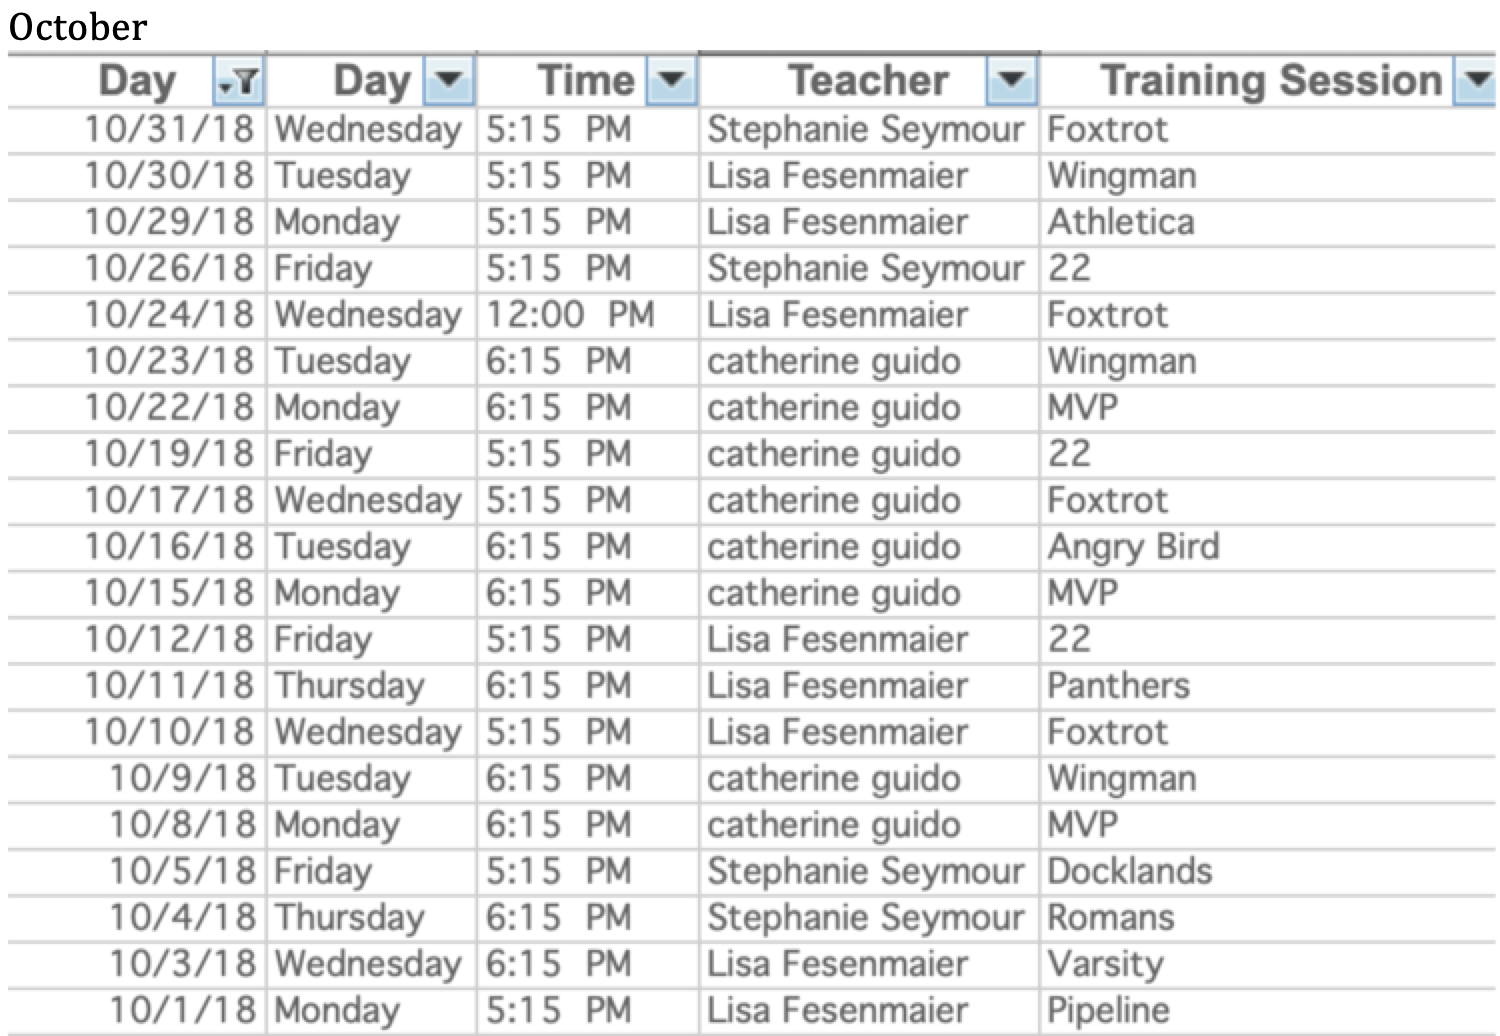 October
Day Day Time Teacher Training Session
10/31/18 Wednesday 5:15 PM Stephanie Seymour Foxtrot
10/30/18 Tuesday 5:15 PM Lisa Fesenmaier Wingman
10/29/18 Monday 5:15 PM Lisa Fesenmaier Athletica
10/26/18 Friday 5:15 PM Stephanie Seymour 22
10/24/18 Wednesday 12:00 PM Lisa Fesenmaier Foxtrot
10/23/18 Tuesday 6:15 PM catherine guido Wingman
10/22/18 Monday 6:15 PM catherine guido MVP
10/19/18 Friday 5:15 PM catherine guido 22
10/17/18 Wednesday 5:15 PM catherine guido Foxtrot
10/16/18 Tuesday 6:15 PM catherine guido Angry Bird
10/15/18 Monday 6:15 PM catherine guido MVP
10/12/18 Friday 5:15 PM Lisa Fesenmaier 22
10/11/18 Thursday 6:15 PM Lisa Fesenmaier Panthers
10/10/18 Wednesday 5:15 PM Lisa Fesenmaier Foxtrot
10/9/18 Tuesday 6:15 PM catherine guido Wingman
10/8/18 Monday 6:15 PM catherine guido MVP
10/5/18 Friday 5:15 PM Stephanie Seymour Docklands
10/4/18 Thursday 6:15 PM Stephanie Seymour Romans
10/3/18 Wednesday 6:15 PM Lisa Fesenmaier Varsity
10/1/18 Monday 5:15 PM Lisa Fesenmaier Pipeline